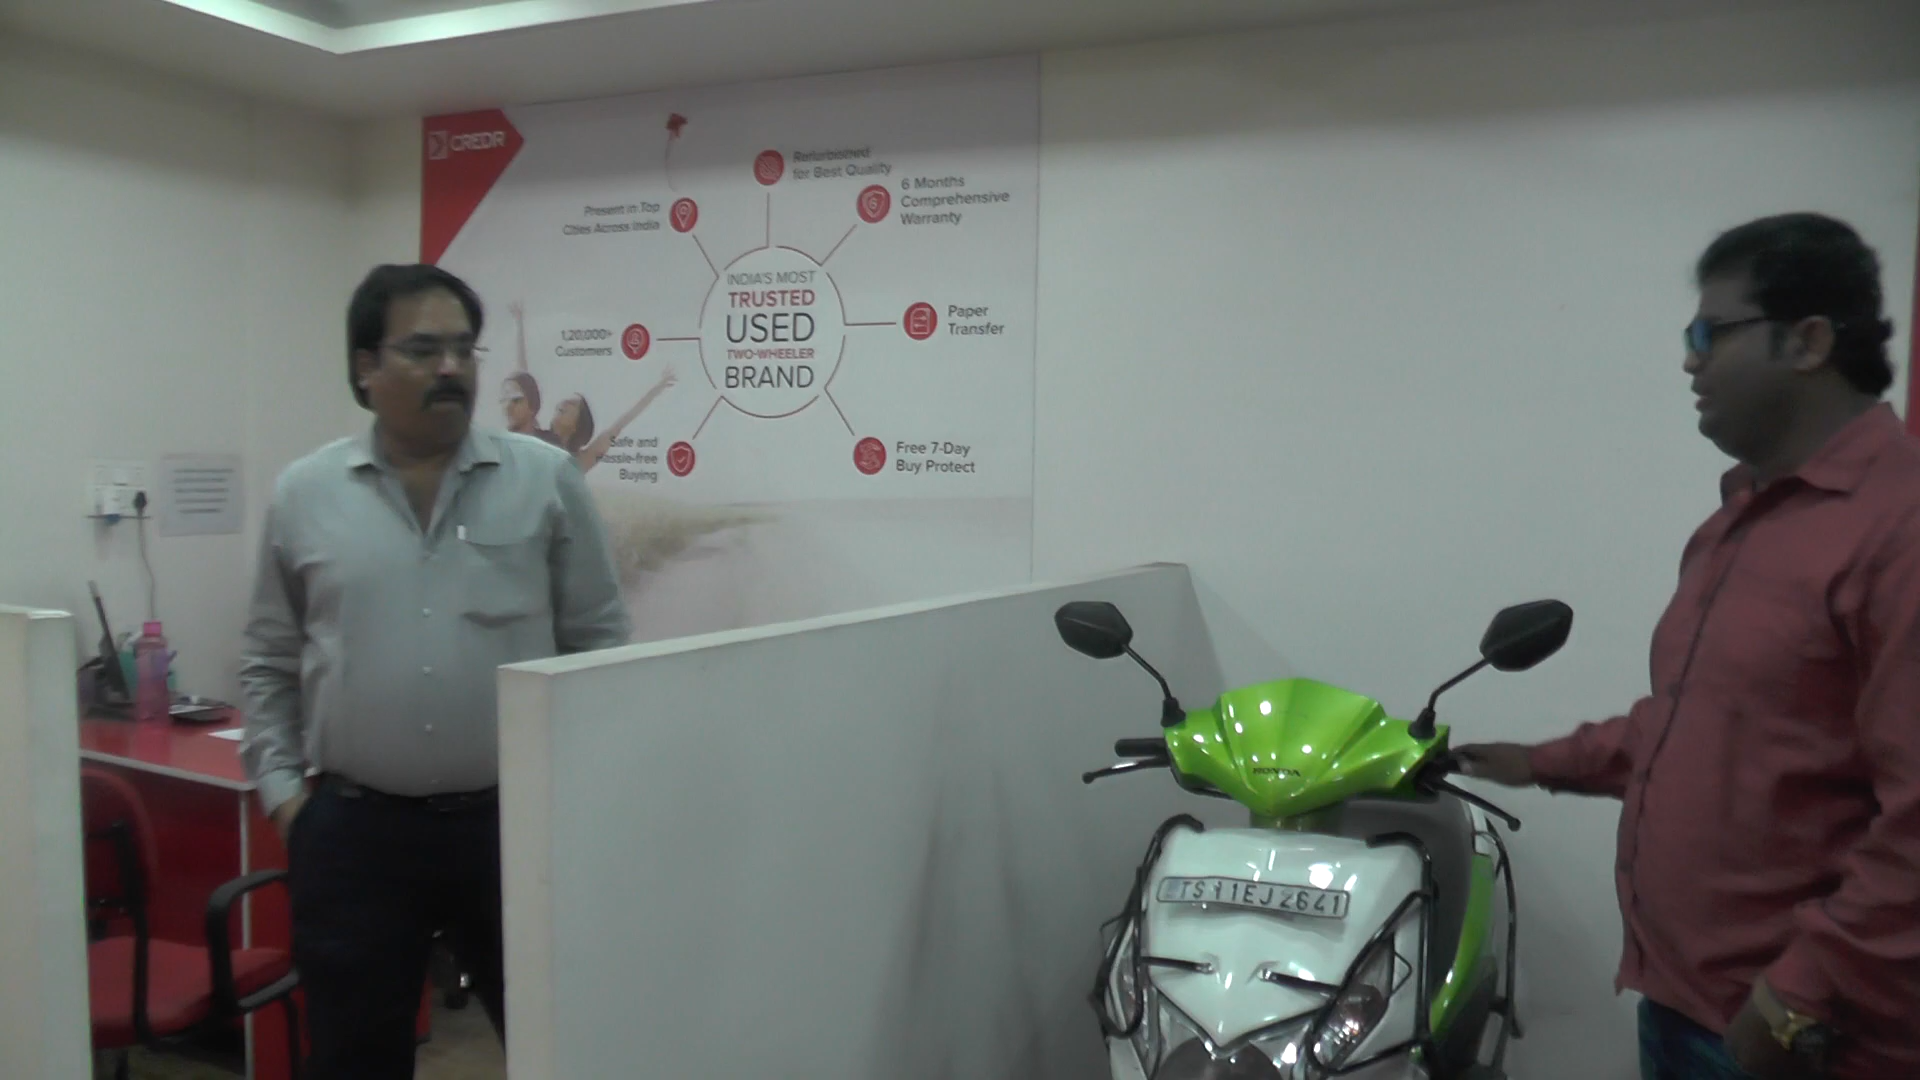 CREDR
Refurbished
for Best Quality
6 Months
Comprehensive
Warranty
Present in Top
Cities Across India
INDIA'S MOST
TRUSTED
USED
TWO-WHEELER
BRAND
Paper
Transfer
1,20,000+
Customers
Safe and
Hassle-free
Buying
Free 7-Day
Buy Protect
HONDA
TS 11EJ 2641